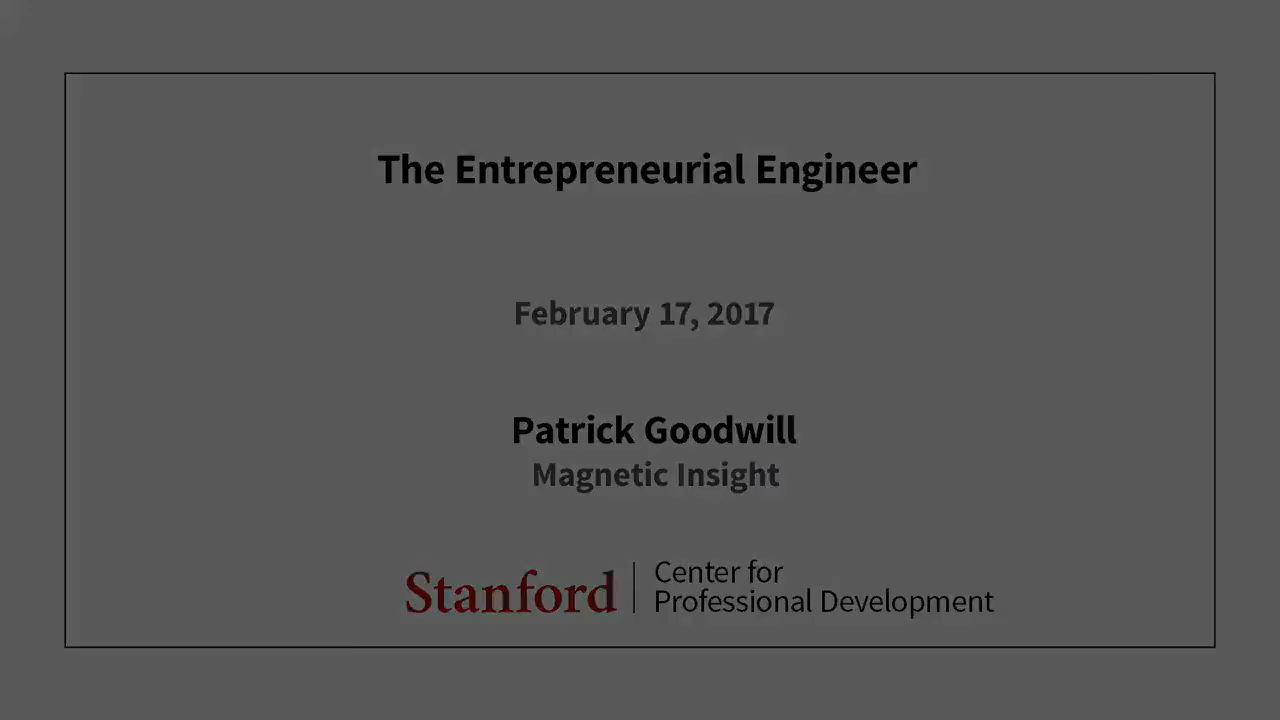 The Entrepreneurial Engineer
February 17, 2017
Patrick Goodwill
Magnetic Insight
Stanford
Center for
Professional Development